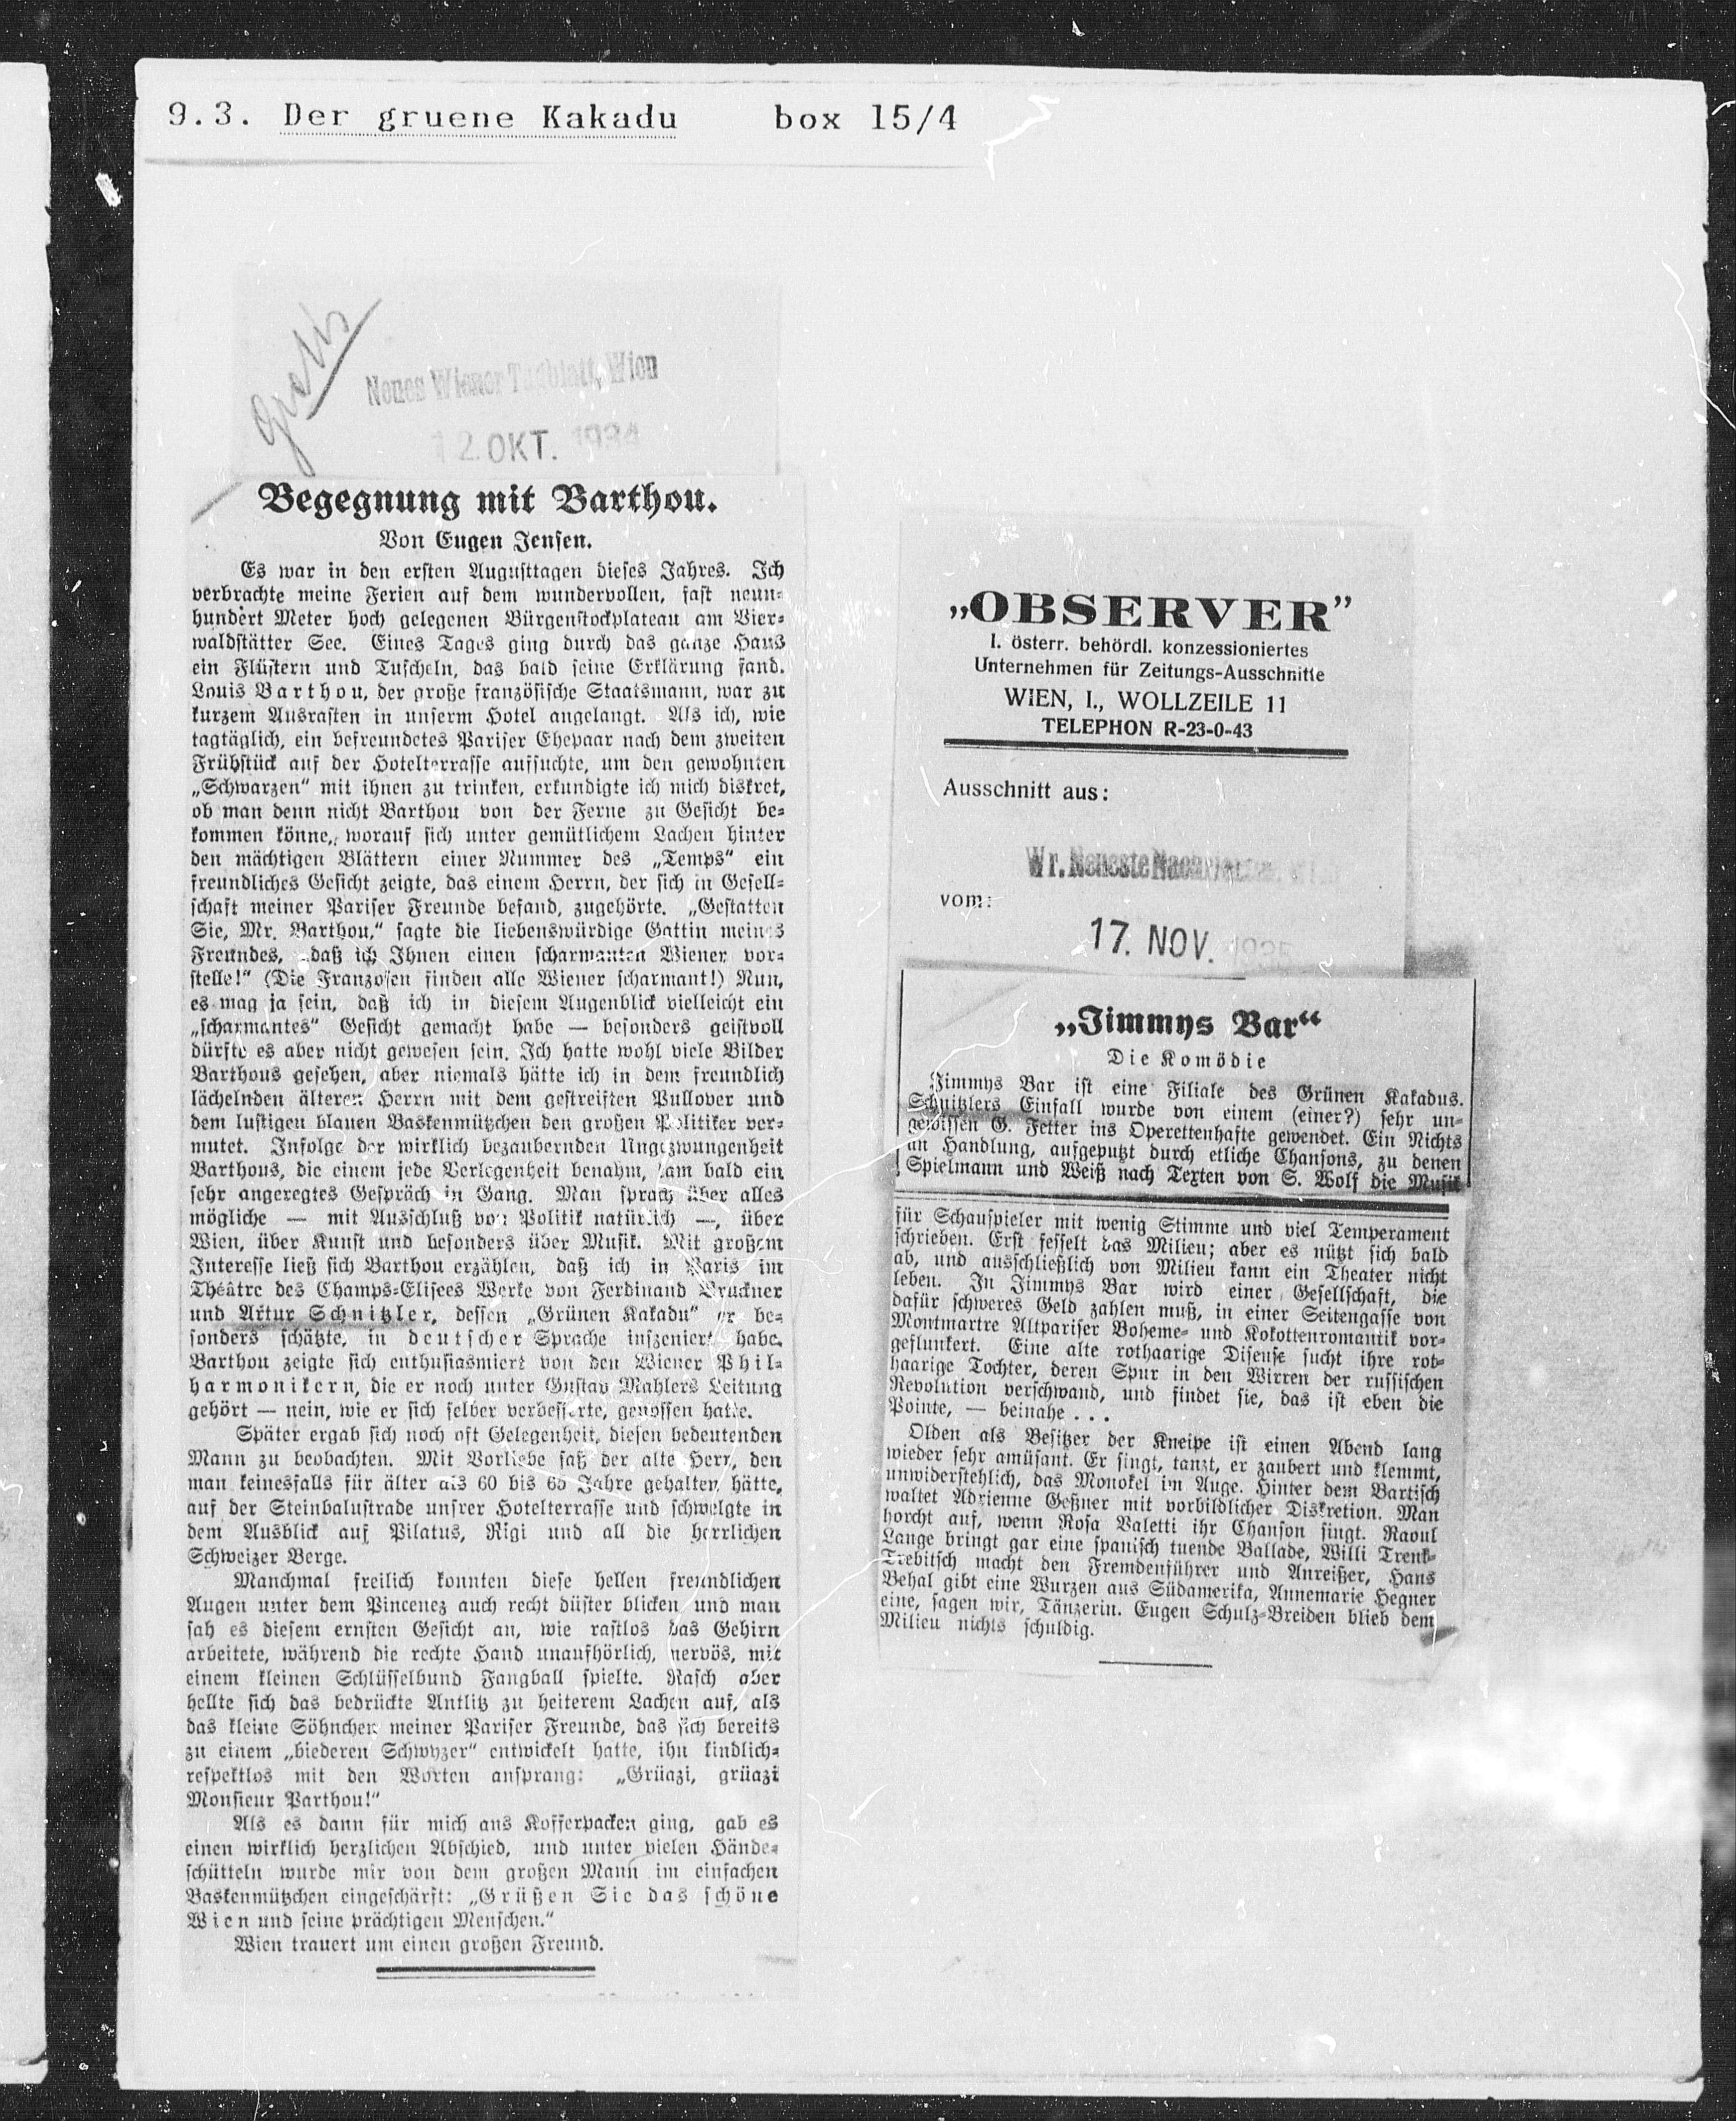 9.3. Der gruene Kakadu box 15/4
gratis
Neues Wiener Tagblatt, Wien
12. OKT. 1934
Begegnung mit Barthou.
Von Eugen Jensen.
Es war in den ersten Augusttagen dieses Jahres. Ich
verbrachte meine Ferien auf dem wundervollen, fast neun-
hundert Meter hoch gelegenen Bürgenstockplateau am Vier-
waldstätter See. Eines Tages ging durch das ganze Haus
ein Flüstern und Tuscheln, das bald seine Erklärung fand.
Louis Barthou, der große französische Staatsmann, war zu
kurzem Ausrasten in unserm Hotel angelangt. Als ich, wie
tagtäglich, ein befreundetes Pariser Ehepaar nach dem zweiten
Frühstück auf der Hotelterrasse aufsuchte, um den gewohnten
„Schwarzen“ mit ihnen zu trinken, erkundigte ich mich diskret,
ob man denn nicht Barthou von der Ferne zu Gesicht be-
kommen könne, worauf sich unter gemütlichem Lachen hinter
den mächtigen Blättern einer Nummer des „Temps“ ein
freundliches Gesicht zeigte, das einem Herrn, der sich in Gesell-
schaft meiner Pariser Freunde befand, zugehörte. „Gestatten
Sie, Mr. Barthou,“ sagte die liebenswürdige Gattin meines
Freundes, „daß ich Ihnen einen scharmanten Wiener vor-
stelle!“ (Die Franzosen finden alle Wiener scharmant!) Nun,
es mag ja sein, daß ich in diesem Augenblick vielleicht ein
„scharmantes“ Gesicht gemacht habe — besonders geistvoll
dürfte es aber nicht gewesen sein. Ich hatte wohl viele Bilder
Barthous gesehen, aber niemals hätte ich in dem freundlich
lächelnden älteren Herrn mit dem gestreiften Pullover und
dem lustigen blauen Baskenmützchen den großen Politiker ver-
mutet. Infolge der wirklich bezaubernden Ungezwungenheit
Barthous, die einem jede Verlegenheit benahm, kam bald ein
sehr angeregtes Gespräch in Gang. Man sprach über alles
mögliche — mit Ausschluß von Politik natürlich —, über
Wien, über Kunst und besonders über Musik. Mit großem
Interesse ließ sich Barthou erzählen, daß ich in Paris im
Théâtre des Champs-Elisees Werke von Ferdinand Bruckner
und Artur Schnitzler, dessen „Grünen Kakadu“ er be-
sonders schätzte, in deutscher Sprache inszeniert habe.
Barthou zeigte sich enthusiasmiert von den Wiener Phil-
harmonikern, die er noch unter Gustav Mahlers Leitung
gehört — nein, wie er sich selber verbesserte, genossen hatte.
Später ergab sich noch oft Gelegenheit, diesen bedeutenden
Mann zu beobachten. Mit Vorliebe saß der alte Herr, den
man keinesfalls für älter als 60 bis 65 Jahre gehalten hätte,
auf der Steinbalustrade unsrer Hotelterrasse und schwelgte in
dem Ausblick auf Pilatus, Rigi und all die herrlichen
Schweizer Berge.
Manchmal freilich konnten diese hellen freundlichen
Augen unter dem Pincenez auch recht düster blicken und man
sah es diesem ernsten Gesicht an, wie rastlos das Gehirn
arbeitete, während die rechte Hand unaufhörlich, nervös, mit
einem kleinen Schlüsselbund Fangball spielte. Rasch aber
hellte sich das bedrückte Antlitz zu heiterem Lachen auf, als
das kleine Söhnchen meiner Pariser Freunde, das sich bereits
zu einem „biederen Schwyzer“ entwickelt hatte, ihn kindlich-
respektlos mit den Worten ansprang: „Grüazi, grüazi
Monsieur Parthou!“
Als es dann für mich ans Kofferpacken ging, gab es
einen wirklich herzlichen Abschied, und unter vielen Hände-
schütteln wurde mir von dem großen Mann im einfachen
Baskenmützchen eingeschärft: „Grüßen Sie das schöne
Wien und seine prächtigen Menschen.“
Wien trauert um einen großen Freund.
„OBSERVER”
I. österr. behördl. konzessioniertes
Unternehmen für Zeitungs-Ausschnitte
WIEN, I., WOLLZEILE 11
TELEPHON R-23-0-43
Ausschnitt aus:
Wr. Neueste Nachrichten, Wien
vom:
17. NOV. 1935
„Jimmys Bar“
Die Komödie
Jimmys Bar ist eine Filiale des Grünen Kakadus.
Schnitzlers Einfall wurde von einem (einer?) sehr un-
gewissen G. Fetter ins Operettenhafte gewendet. Ein Nichts
an Handlung, aufgeputzt durch etliche Chansons, zu denen
Spielmann und Weiß nach Texten von S. Wolf die Musik
für Schauspieler mit wenig Stimme und viel Temperament
schrieben. Erst fesselt das Milieu; aber es nützt sich bald
ab, und ausschließlich von Milieu kann ein Theater nicht
leben. In Jimmys Bar wird einer Gesellschaft, die
dafür schweres Geld zahlen muß, in einer Seitengasse von
Montmartre Altpariser Boheme- und Kokottenromantik vor-
geflunkert. Eine alte rothaarige Diseuse sucht ihre rot-
haarige Tochter, deren Spur in den Wirren der russischen
Revolution verschwand, und findet sie, das ist eben die
Pointe, — beinahe . . .
Olden als Besitzer der Kneipe ist einen Abend lang
wieder sehr amüsant. Er singt, tanzt, er zaubert und klemmt,
unwiderstehlich, das Monokel im Auge. Hinter dem Bartisch
waltet Adrienne Geßner mit vorbildlicher Diskretion. Man
horcht auf, wenn Rosa Valetti ihr Chanson singt. Raoul
Lange bringt gar eine spanisch tuende Ballade, Willi Trenk-
Trebitsch macht den Fremdenführer und Anreißer, Hans
Behal gibt eine Wurzen aus Südamerika, Annemarie Hegner
eine, sagen wir, Tänzerin. Eugen Schulz-Breiden blieb dem
Milieu nichts schuldig.